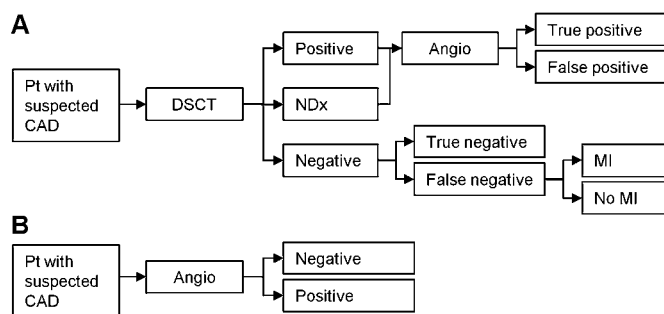 A
Pt with
suspected
CAD
DSCT
Positive
NDx
Negative
Angio
True positive
False positive
True negative
False negative
MI
No MI
B
Pt with
suspected
CAD
Angio
Negative
Positive